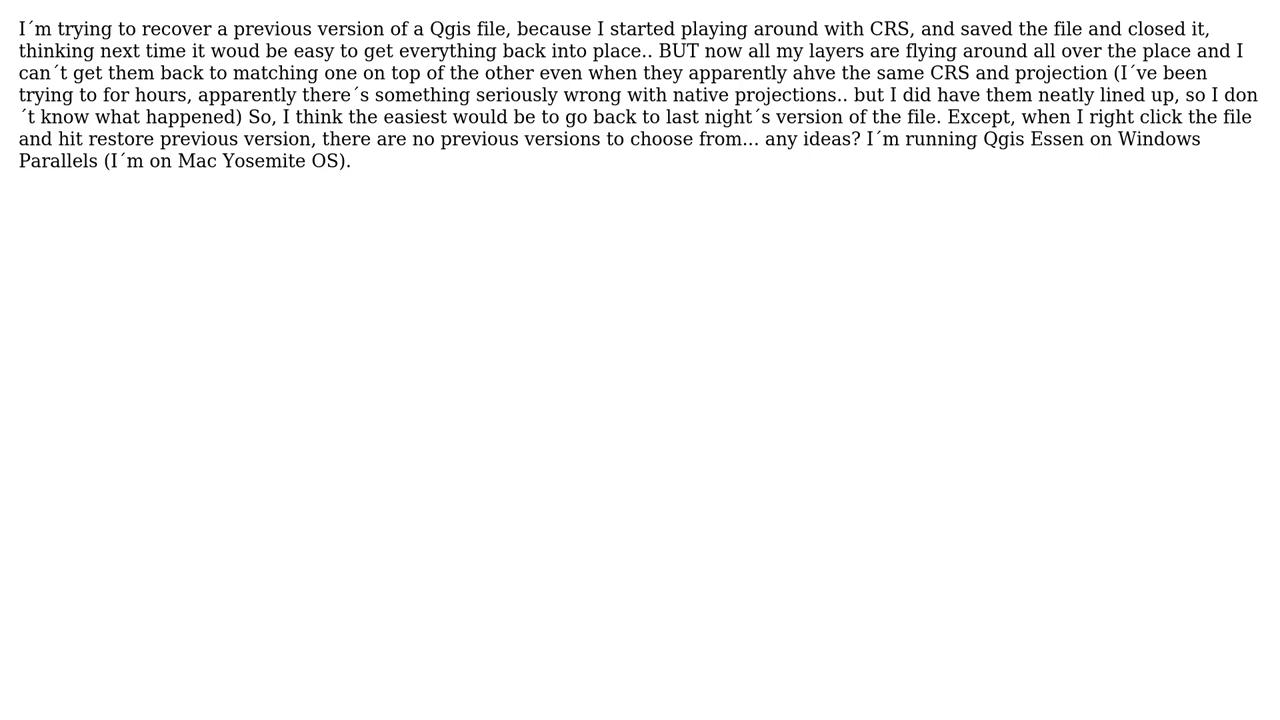 I´m trying to recover a previous version of a Qgis file, because I started playing around with CRS, and saved the file and closed it,
thinking next time it woud be easy to get everything back into place.. BUT now all my layers are flying around all over the place and I
can´t get them back to matching one on top of the other even when they apparently ahve the same CRS and projection (I´ve been
trying to for hours, apparently there´s something seriously wrong with native projections.. but I did have them neatly lined up, so I don
´t know what happened) So, I think the easiest would be to go back to last night´s version of the file. Except, when I right click the file
and hit restore previous version, there are no previous versions to choose from... any ideas? I´m running Qgis Essen on Windows
Parallels (I´m on Mac Yosemite OS).